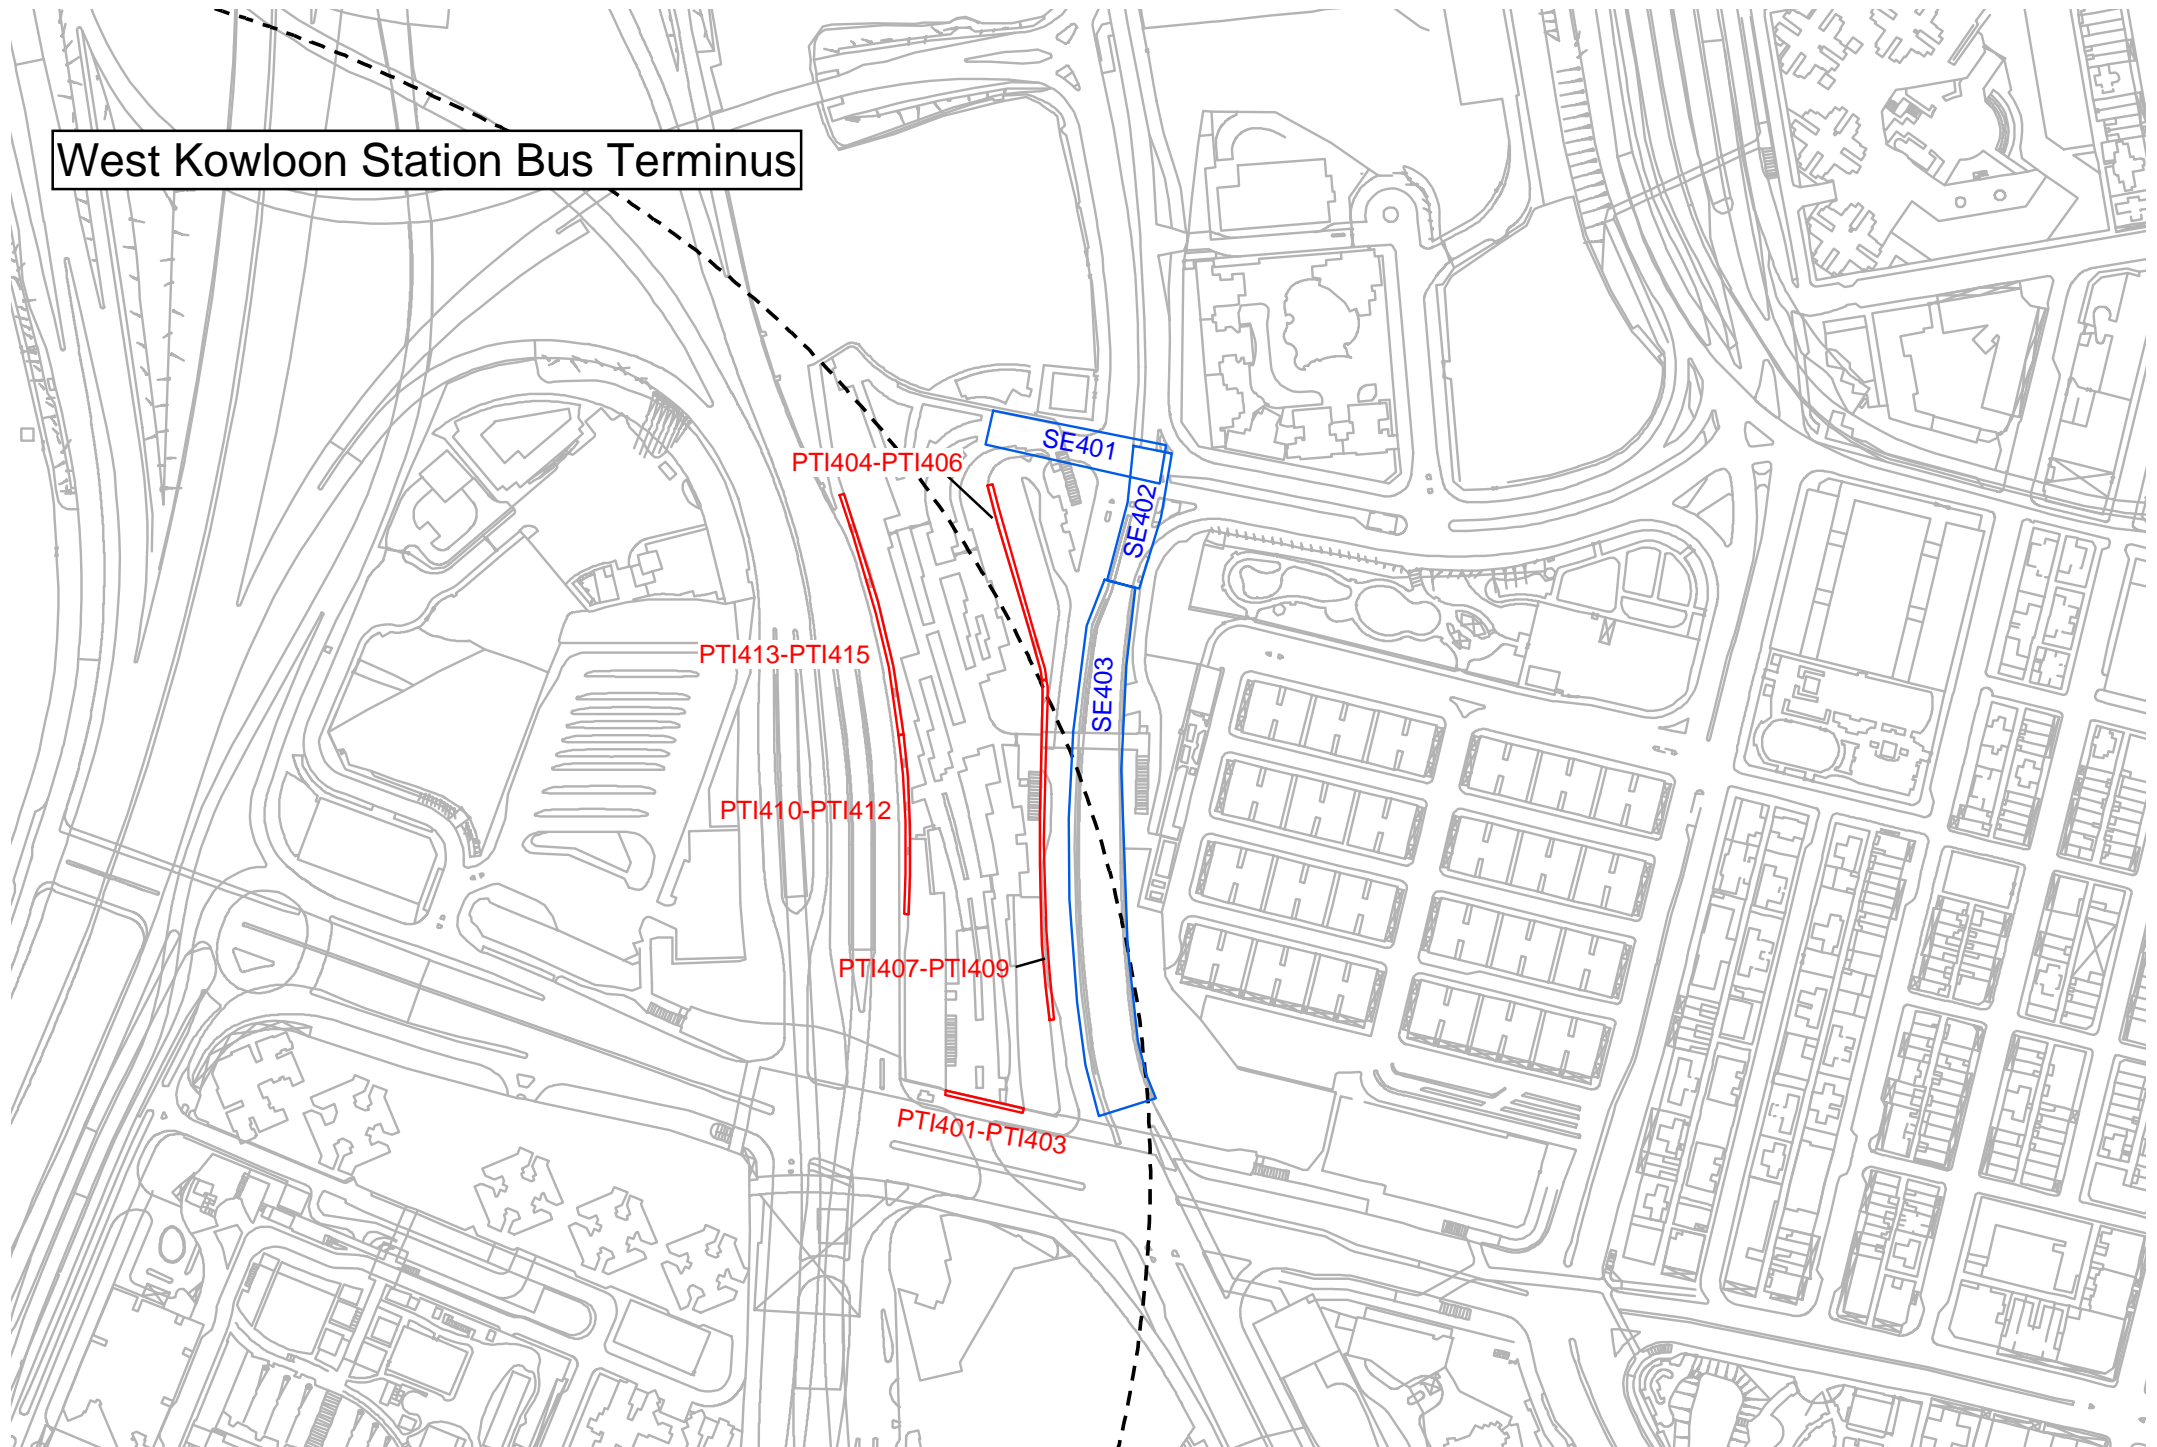 West Kowloon Station Bus Terminus
SE401
PTI404-PTI406
SE402
PTI413-PTI415
SE403
PTI410-PTI412
PTI407-PTI409
PTI401-PTI403